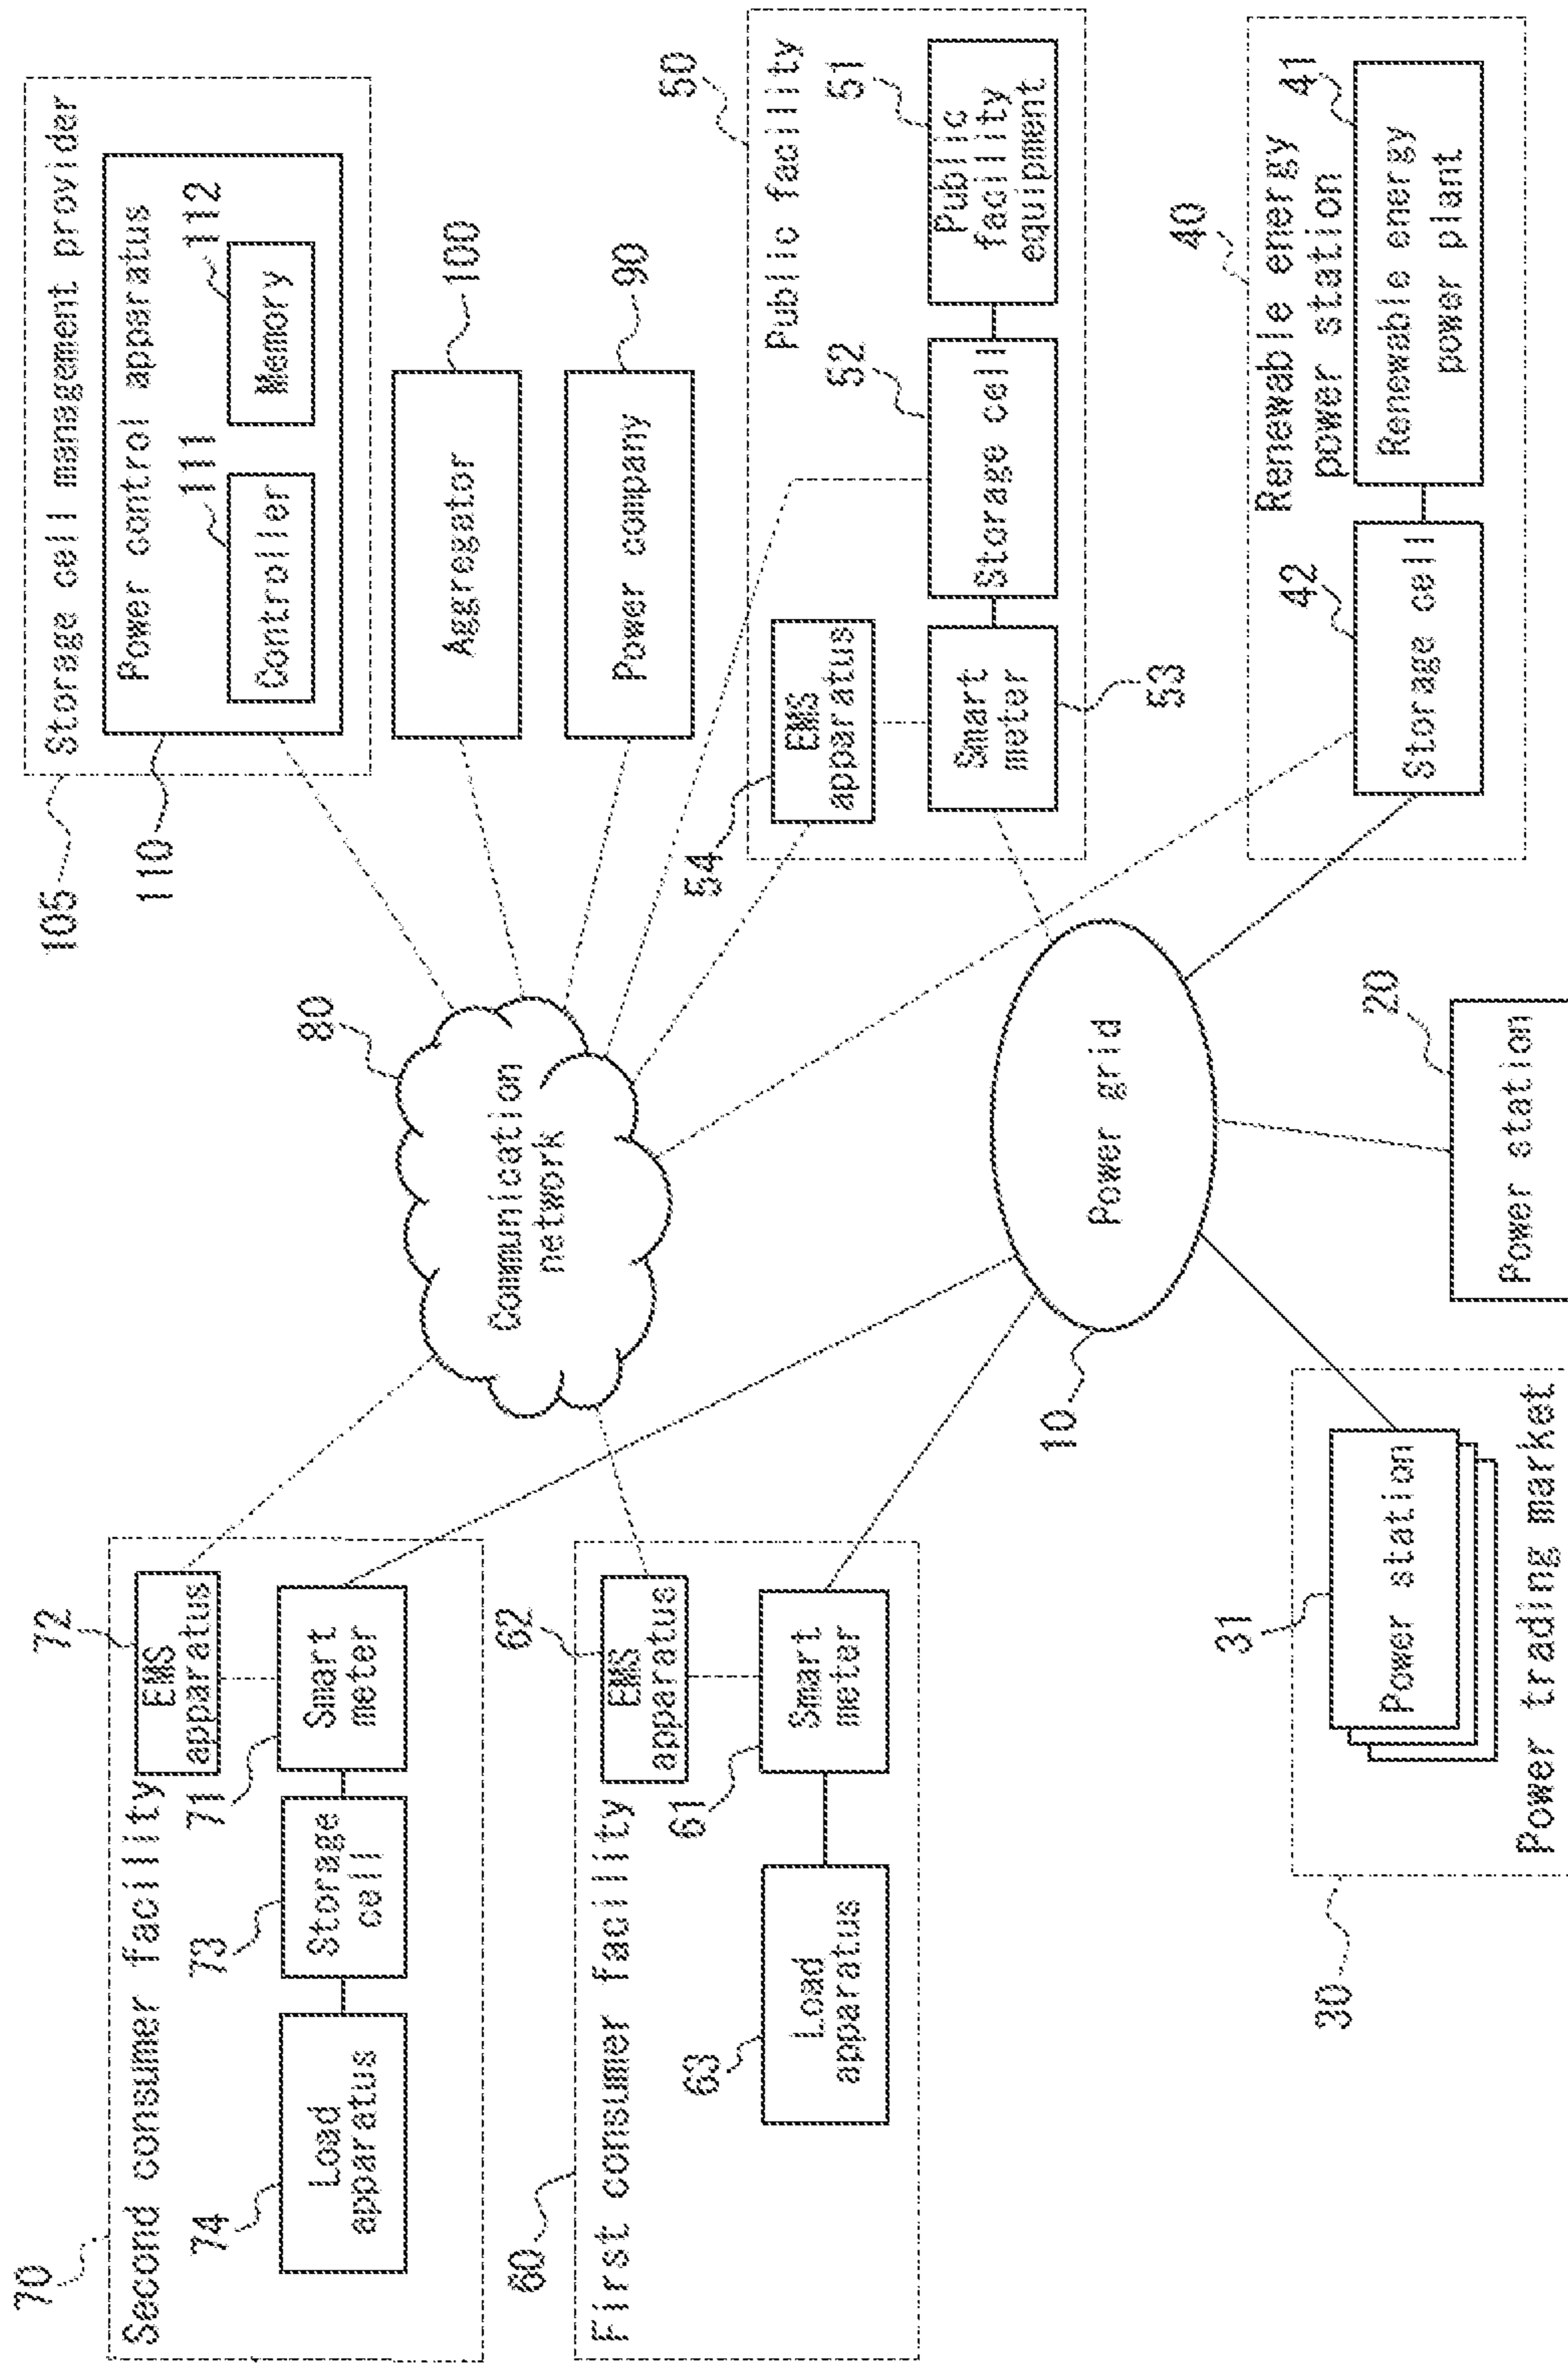 70
Second consumer facility
74
Load
apparatus
73
Storage
cell
71
Smart
meter
72
EMS
apparatus
60
First consumer facility
63
Load
apparatus
61
Smart
meter
62
EMS
apparatus
80
Communication
network
105
Storage cell management provider
110
Power control apparatus
111
Controller
112
Memory
100
Aggregator
90
Power company
50
Public facility
54
EMS
apparatus
53
Smart
meter
52
Storage cell
51
Public
facility
equipment
10
Power grid
40
Renewable energy
power station
42
Storage cell
41
Renewable energy
power plant
30
31
Power station
Power trading market
20
Power station